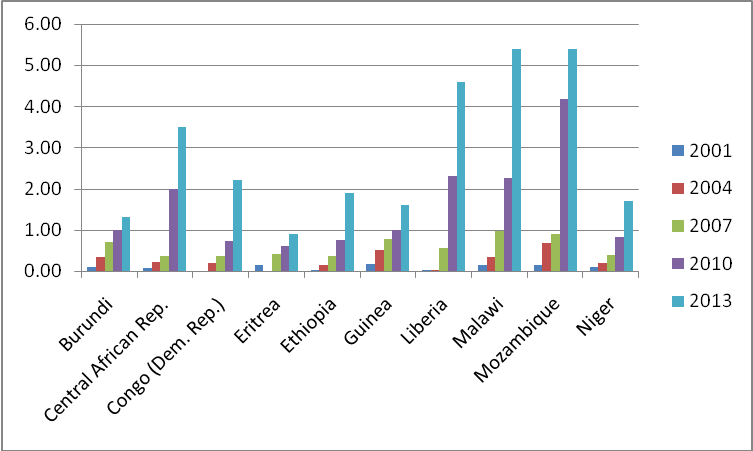 6.00
5.00
4.00
3.00
2.00
1.00
0.00
Burundi
Central African Rep.
Congo (Dem. Rep.)
Eritrea
Ethiopia
Guinea
Liberia
Malawi
Mozambique
Niger
2001
2004
2007
2010
2013